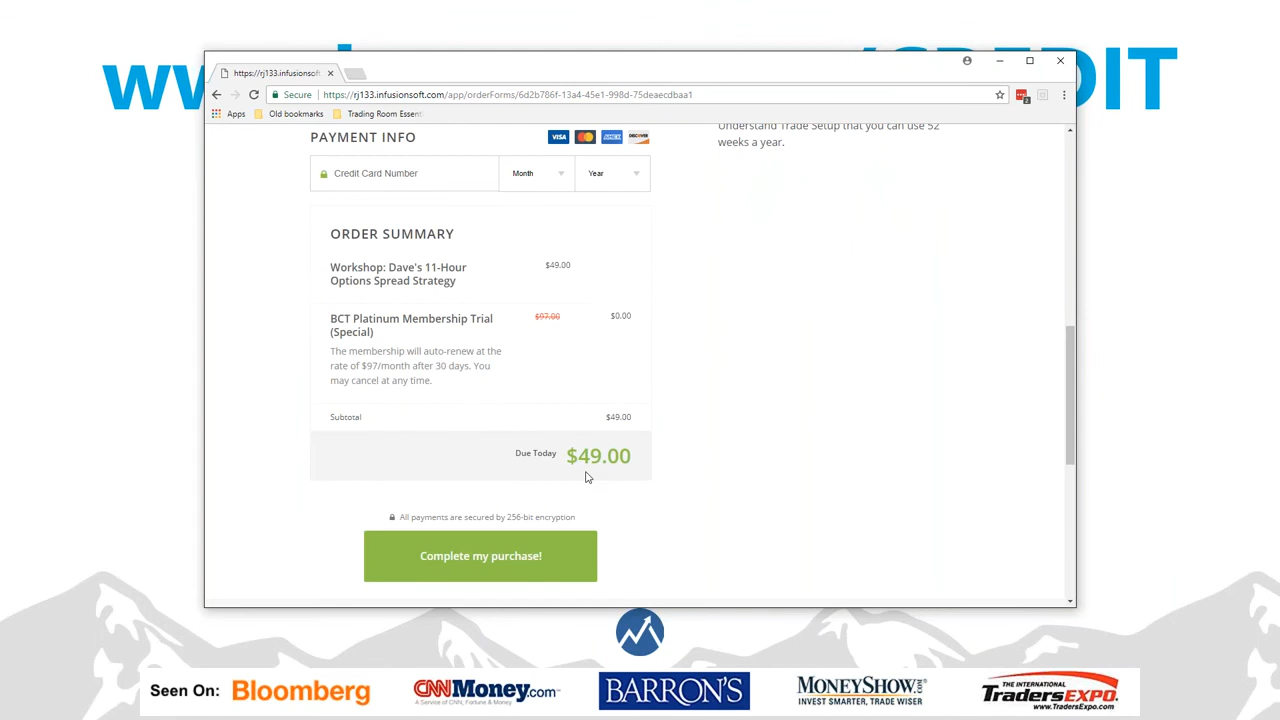 https://rj133.infusionsoft
Secure
https://rj133.infusionsoft.com/app/orderForms/6d2b786f-13a4-45e1-998d-75deaecdbaa1
2
Apps
Old bookmarks
Trading Room Essen
PAYMENT INFO
VISA
DISCOVER
Understand Trade Setup that you can use 52
weeks a year.
Credit Card Number
Month
Year
ORDER SUMMARY
Workshop: Dave's 11-Hour
Options Spread Strategy
$49.00
BCT Platinum Membership Trial
(Special)
$97.00
$0.00
The membership will auto-renew at the
rate of $97/month after 30 days. You
may cancel at any time.
Subtotal
$49.00
Due Today
$49.00
All payments are secured by 256-bit encryption
Complete my purchase!
Seen On:
Bloomberg
CNNMoney.com
A Service of CNN, Fortune & Money
BARRON'S
MONEYSHOW.COM
INVEST SMARTER, TRADE WISER
THE INTERNATIONAL
TRADERSEXPO.
www.TradersExpo.com